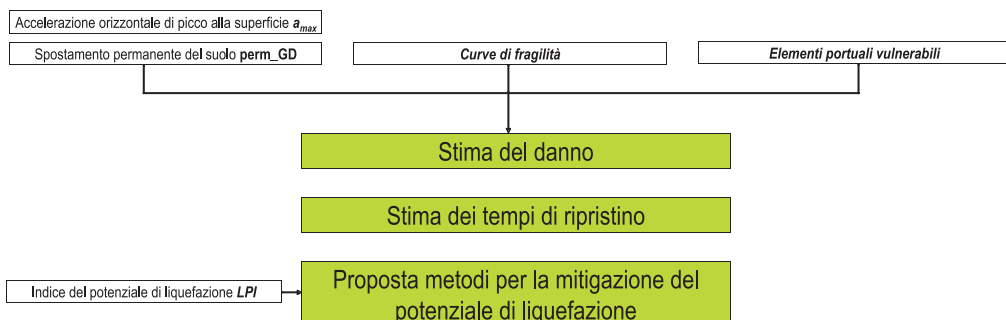 Accelerazione orizzontale di picco alla superficie a_max
Spostamento permanente del suolo perm_GD
Curve di fragilità
Elementi portuali vulnerabili
Stima del danno
Stima dei tempi di ripristino
Indice del potenziale di liquefazione LPI
Proposta metodi per la mitigazione del
potenziale di liquefazione